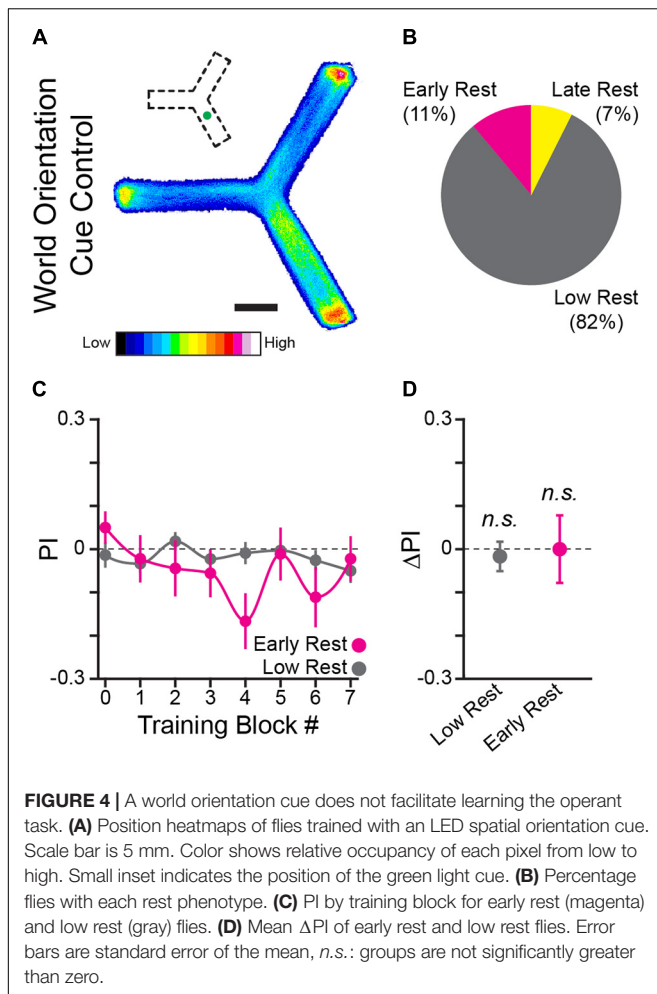 A
World Orientation
Cue Control
Low
High
B
Early Rest
(11%)
Late Rest
(7%)
Low Rest
(82%)
C
0.3
0
-0.3
PI
0 1 2 3 4 5 6 7
Training Block #
Early Rest
Low Rest
D
0.3
0
-0.3
ΔPI
n.s.
n.s.
Low Rest
Early Rest
FIGURE 4 | A world orientation cue does not facilitate learning the operant
task. (A) Position heatmaps of flies trained with an LED spatial orientation cue.
Scale bar is 5 mm. Color shows relative occupancy of each pixel from low to
high. Small inset indicates the position of the green light cue. (B) Percentage
flies with each rest phenotype. (C) PI by training block for early rest (magenta)
and low rest (gray) flies. (D) Mean ΔPI of early rest and low rest flies. Error
bars are standard error of the mean, n.s.: groups are not significantly greater
than zero.